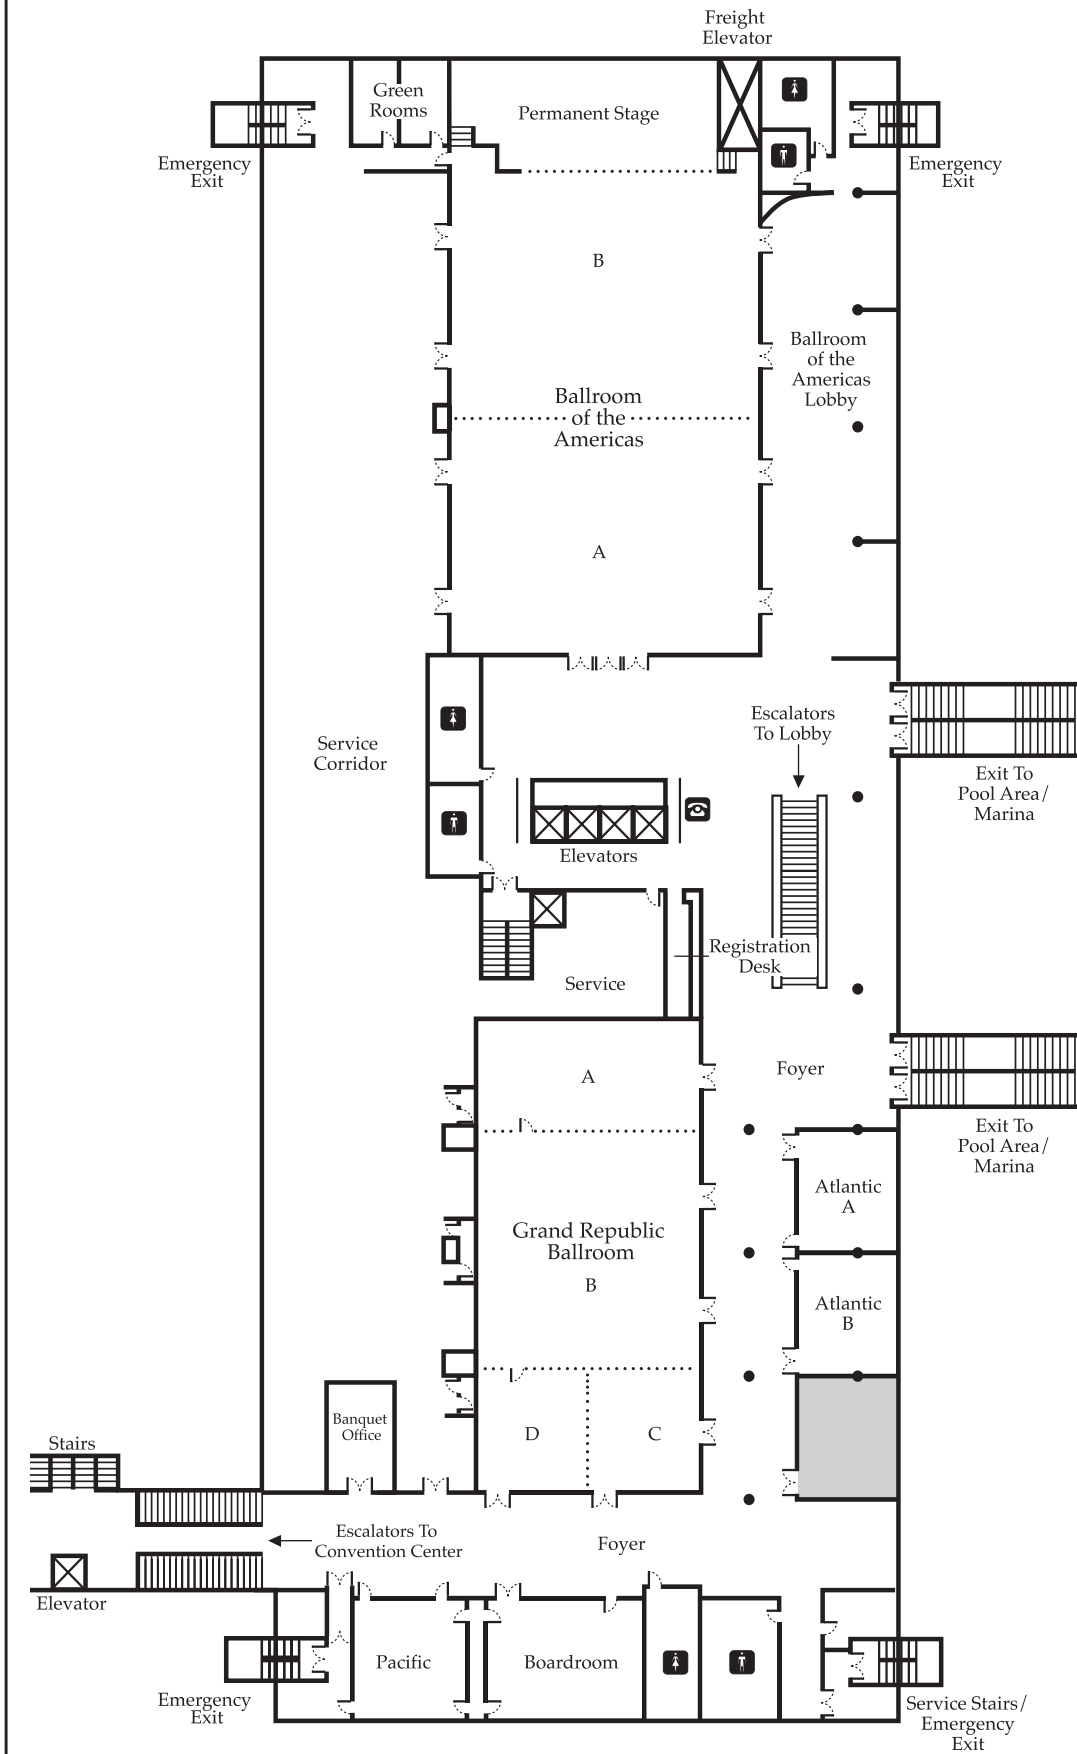 Freight
Elevator
Green
Rooms
Permanent Stage
Emergency
Exit
Emergency
Exit
B
Ballroom
of the
Americas
Lobby
Ballroom
of the
Americas
A
Escalators
To Lobby
Service
Corridor
Exit To
Pool Area/
Marina
Elevators
Registration
Desk
Service
A
Foyer
Exit To
Pool Area/
Marina
Atlantic
A
Grand Republic
Ballroom
B
Atlantic
B
Banquet
Office
D
C
Stairs
Escalators To
Convention Center
Foyer
Elevator
Pacific
Boardroom
Emergency
Exit
Service Stairs/
Emergency
Exit